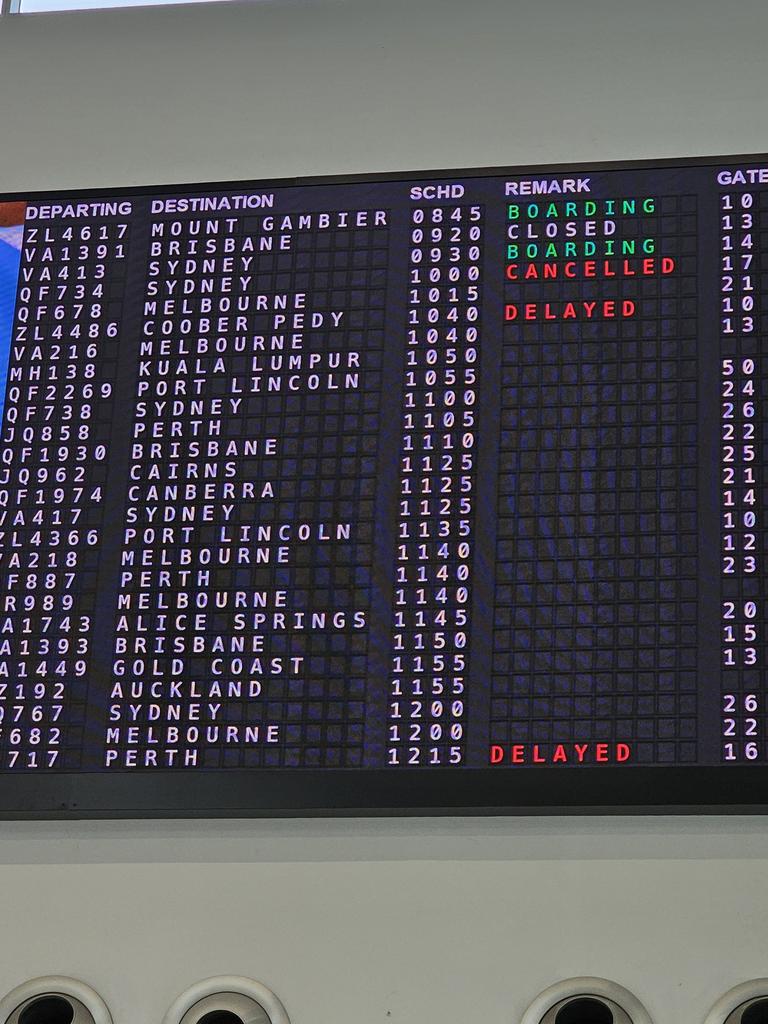 DEPARTING DESTINATION SCHD REMARK GATE
ZL4617 MOUNT GAMBIER 0845 BOARDING 10
VA1391 BRISBANE 0920 CLOSED 13
VA413 SYDNEY 0930 BOARDING 14
QF734 SYDNEY 1000 CANCELLED 17
QF678 MELBOURNE 1015 21
ZL4486 COOBER PEDY 1040 DELAYED 10
VA216 MELBOURNE 1040 13
MH138 KUALA LUMPUR 1050
QF2269 PORT LINCOLN 1055 50
QF738 SYDNEY 1100 24
JQ858 PERTH 1105 26
QF1930 BRISBANE 1110 22
JQ962 CAIRNS 1125 25
QF1974 CANBERRA 1125 21
VA417 SYDNEY 1125 14
ZL4366 PORT LINCOLN 1135 10
VA218 MELBOURNE 1140 12
F887 PERTH 1140 23
R989 MELBOURNE 1140
A1743 ALICE SPRINGS 1145 20
A1393 BRISBANE 1150 15
A1449 GOLD COAST 1155 13
Z192 AUCKLAND 1155
Q767 SYDNEY 1200 26
F682 MELBOURNE 1200 22
717 PERTH 1215 DELAYED 16